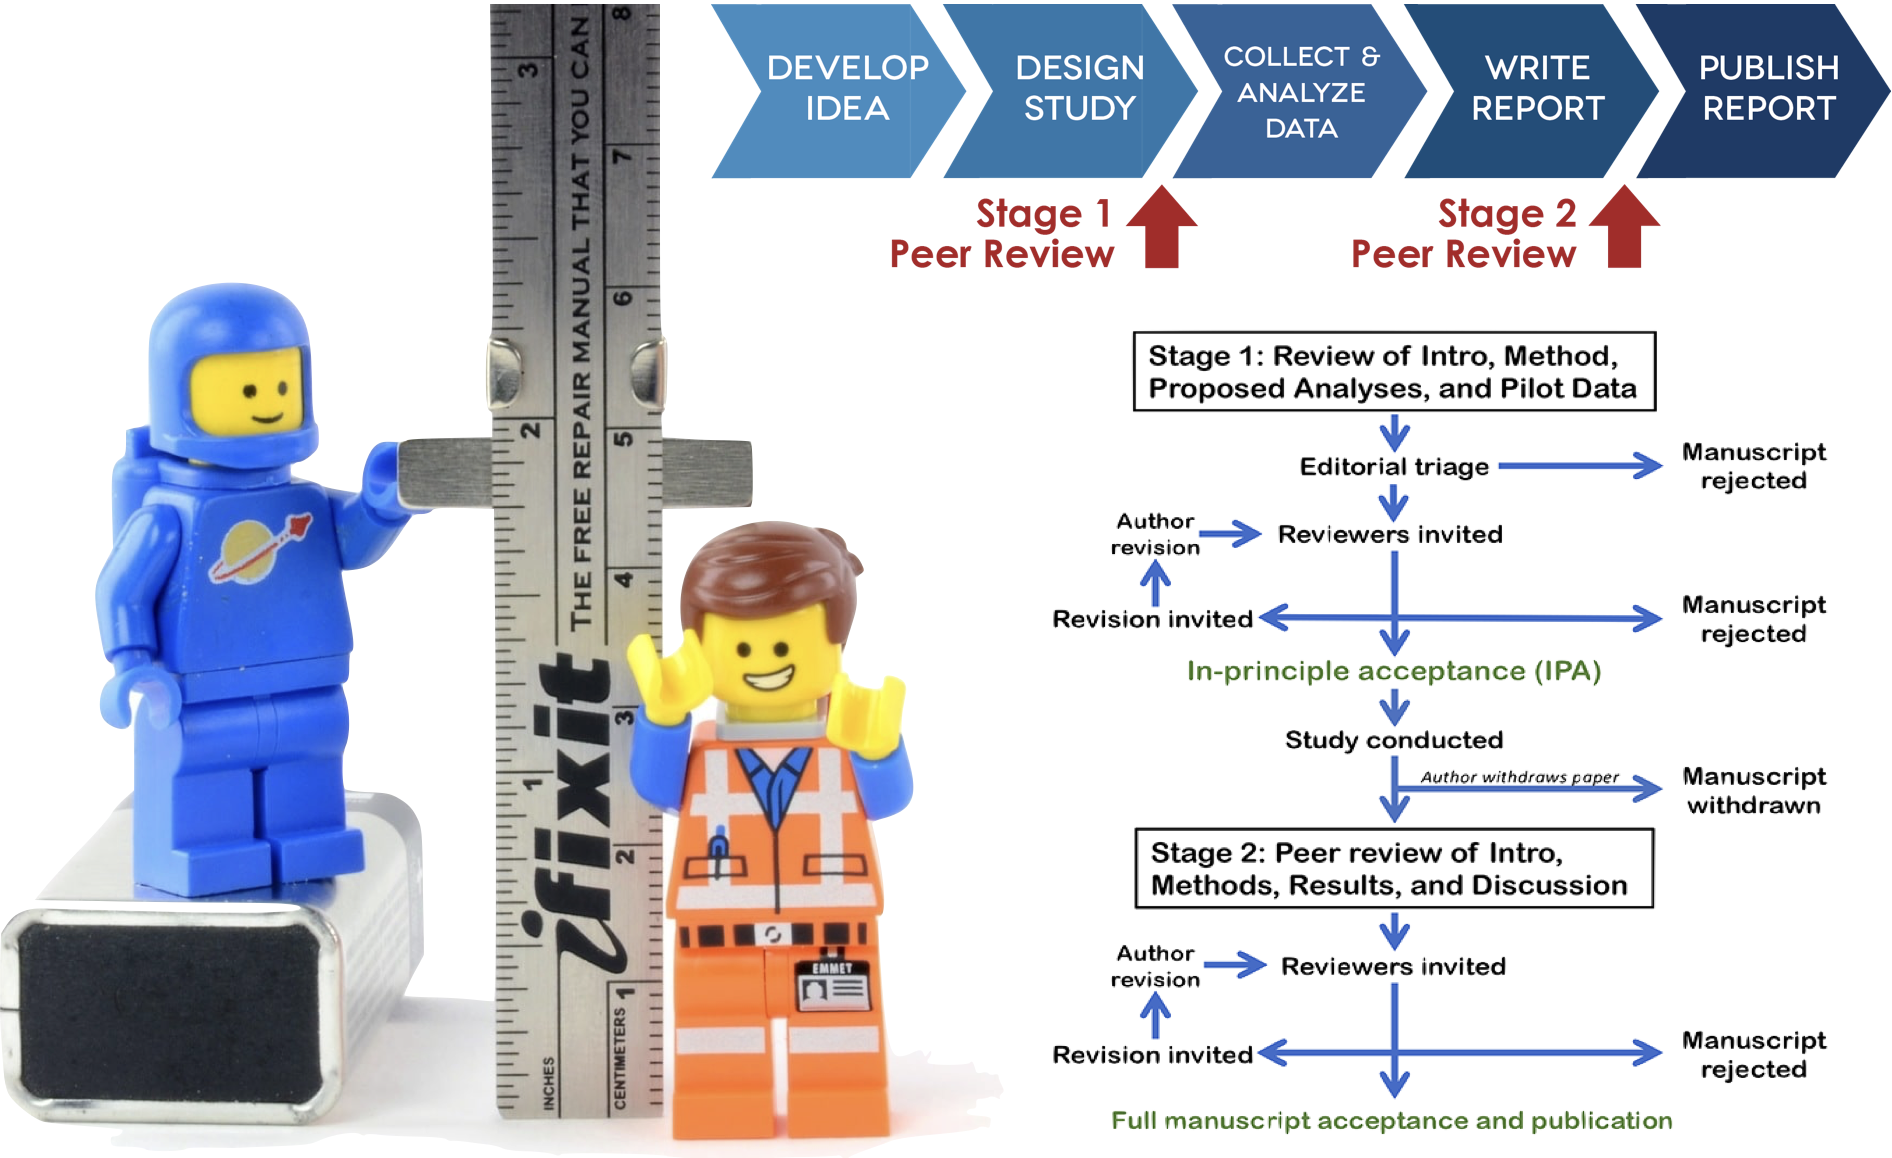 DEVELOP
IDEA
DESIGN
STUDY
COLLECT &
ANALYZE
DATA
WRITE
REPORT
PUBLISH
REPORT
Stage 1
Peer Review
Stage 2
Peer Review
Stage 1: Review of Intro, Method,
Proposed Analyses, and Pilot Data
Editorial triage
Manuscript
rejected
Author
revision
Reviewers invited
Revision invited
Manuscript
rejected
In-principle acceptance (IPA)
Study conducted
Author withdraws paper
Manuscript
withdrawn
Stage 2: Peer review of Intro,
Methods, Results, and Discussion
Author
revision
Reviewers invited
Revision invited
Manuscript
rejected
Full manuscript acceptance and publication
THE FREE REPAIR MANUAL THAT YOU CAN
ifixit
INCHES
1
2
3
CENTIMETERS
1
2
3
4
5
6
7
8
EMMET